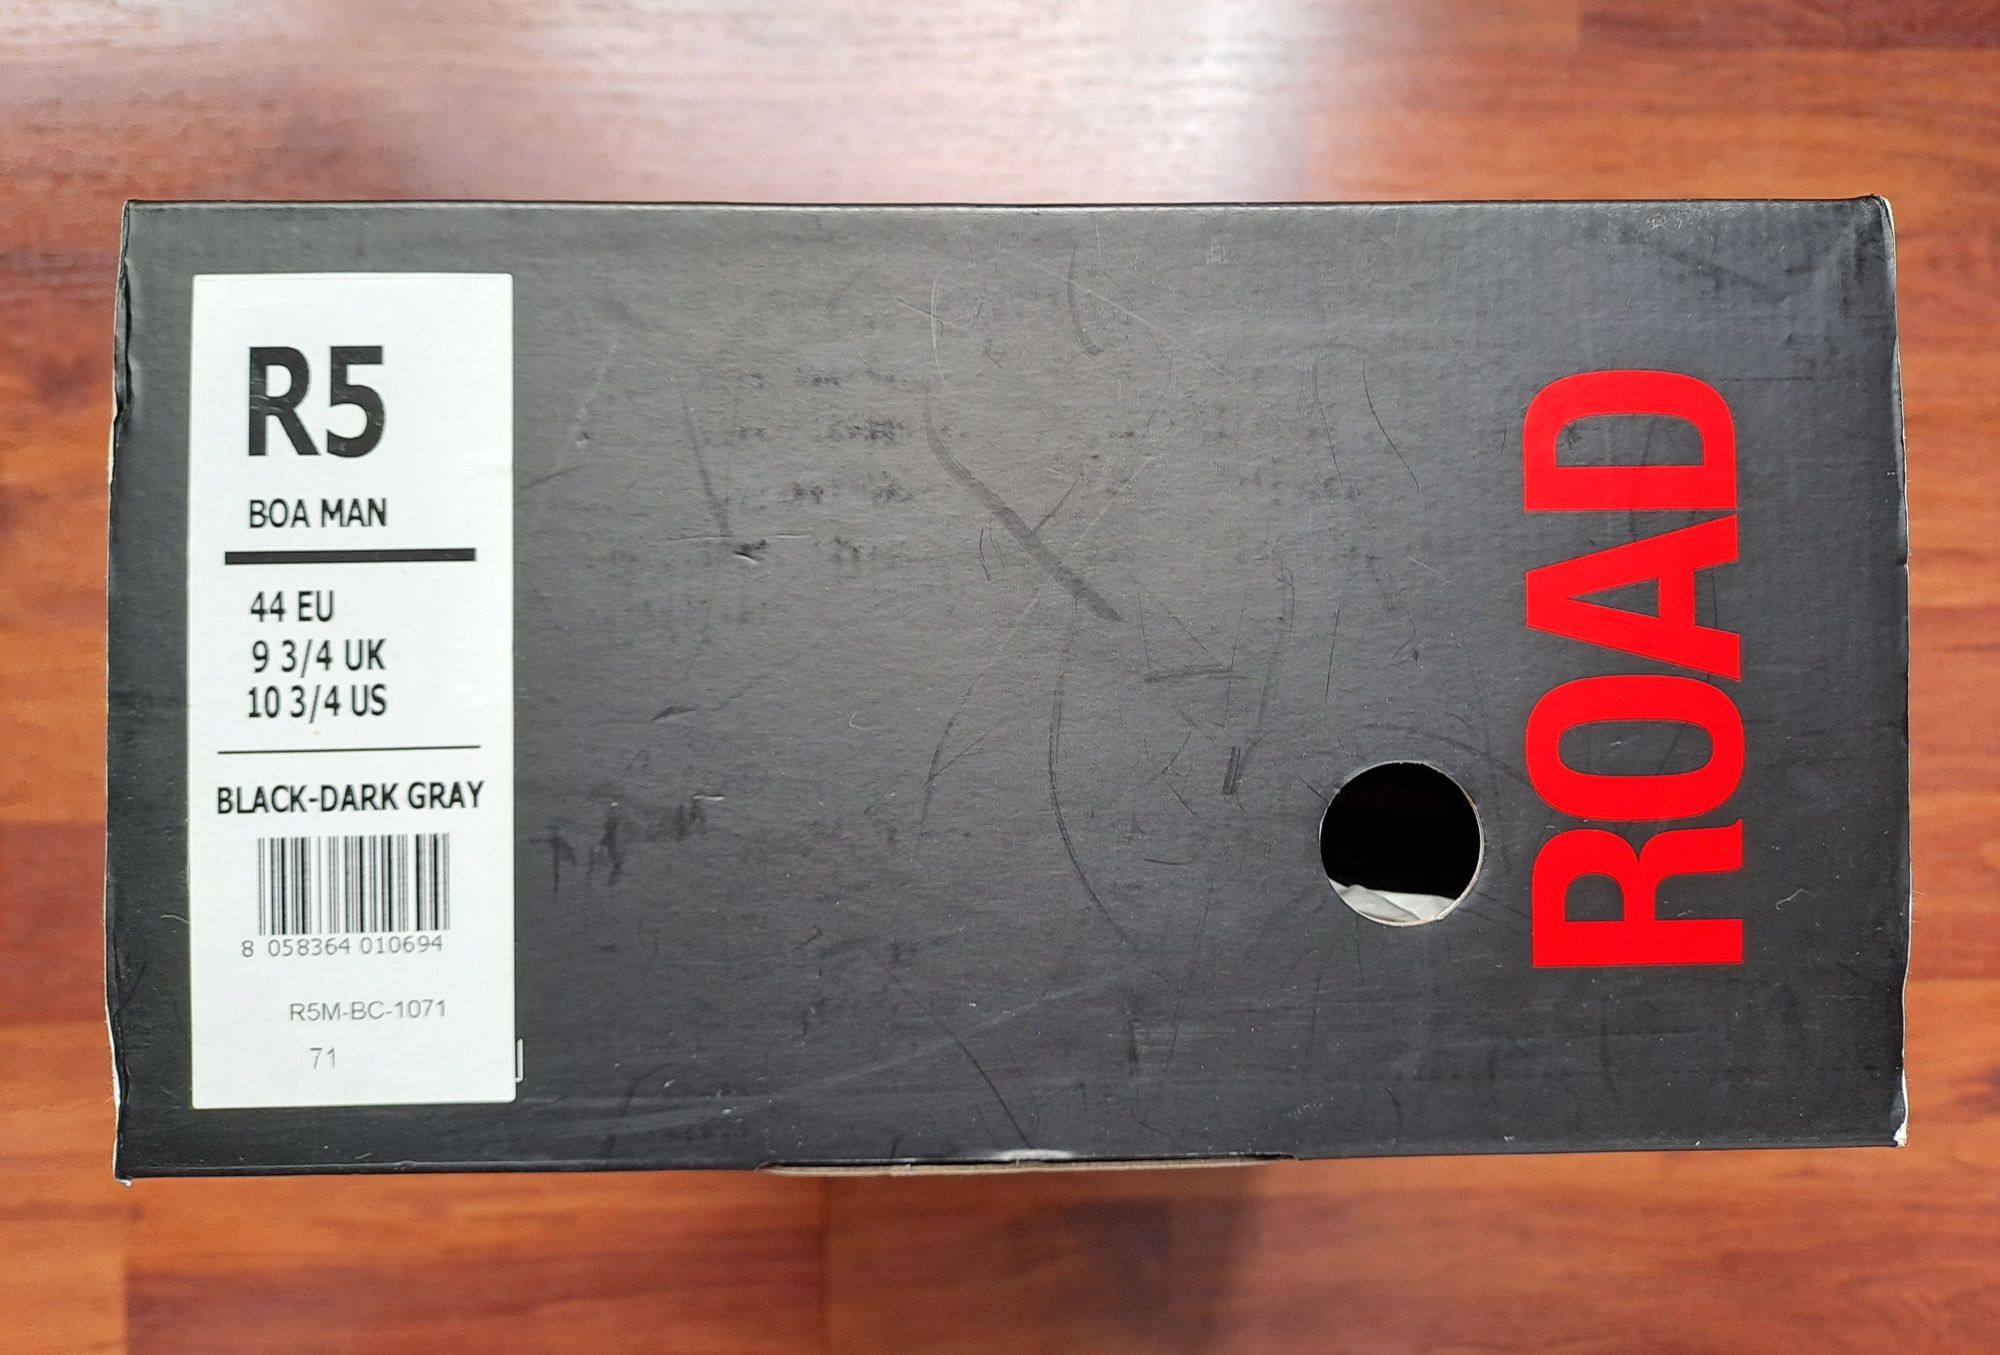 R5
BOA MAN
44 EU
9 3/4 UK
10 3/4 US
BLACK-DARK GRAY
8 058364 010694
R5M-BC-1071
71
ROAD